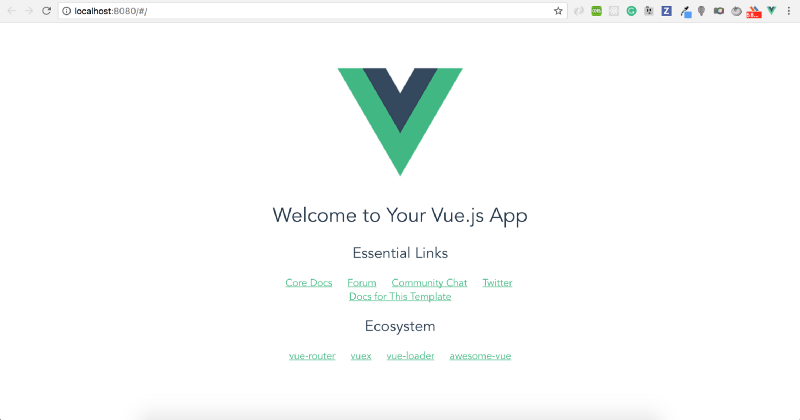 localhost:8080/#/
Welcome to Your Vue.js App
Essential Links
Core Docs Forum Community Chat Twitter
Docs for This Template
Ecosystem
vue-router vuex vue-loader awesome-vue